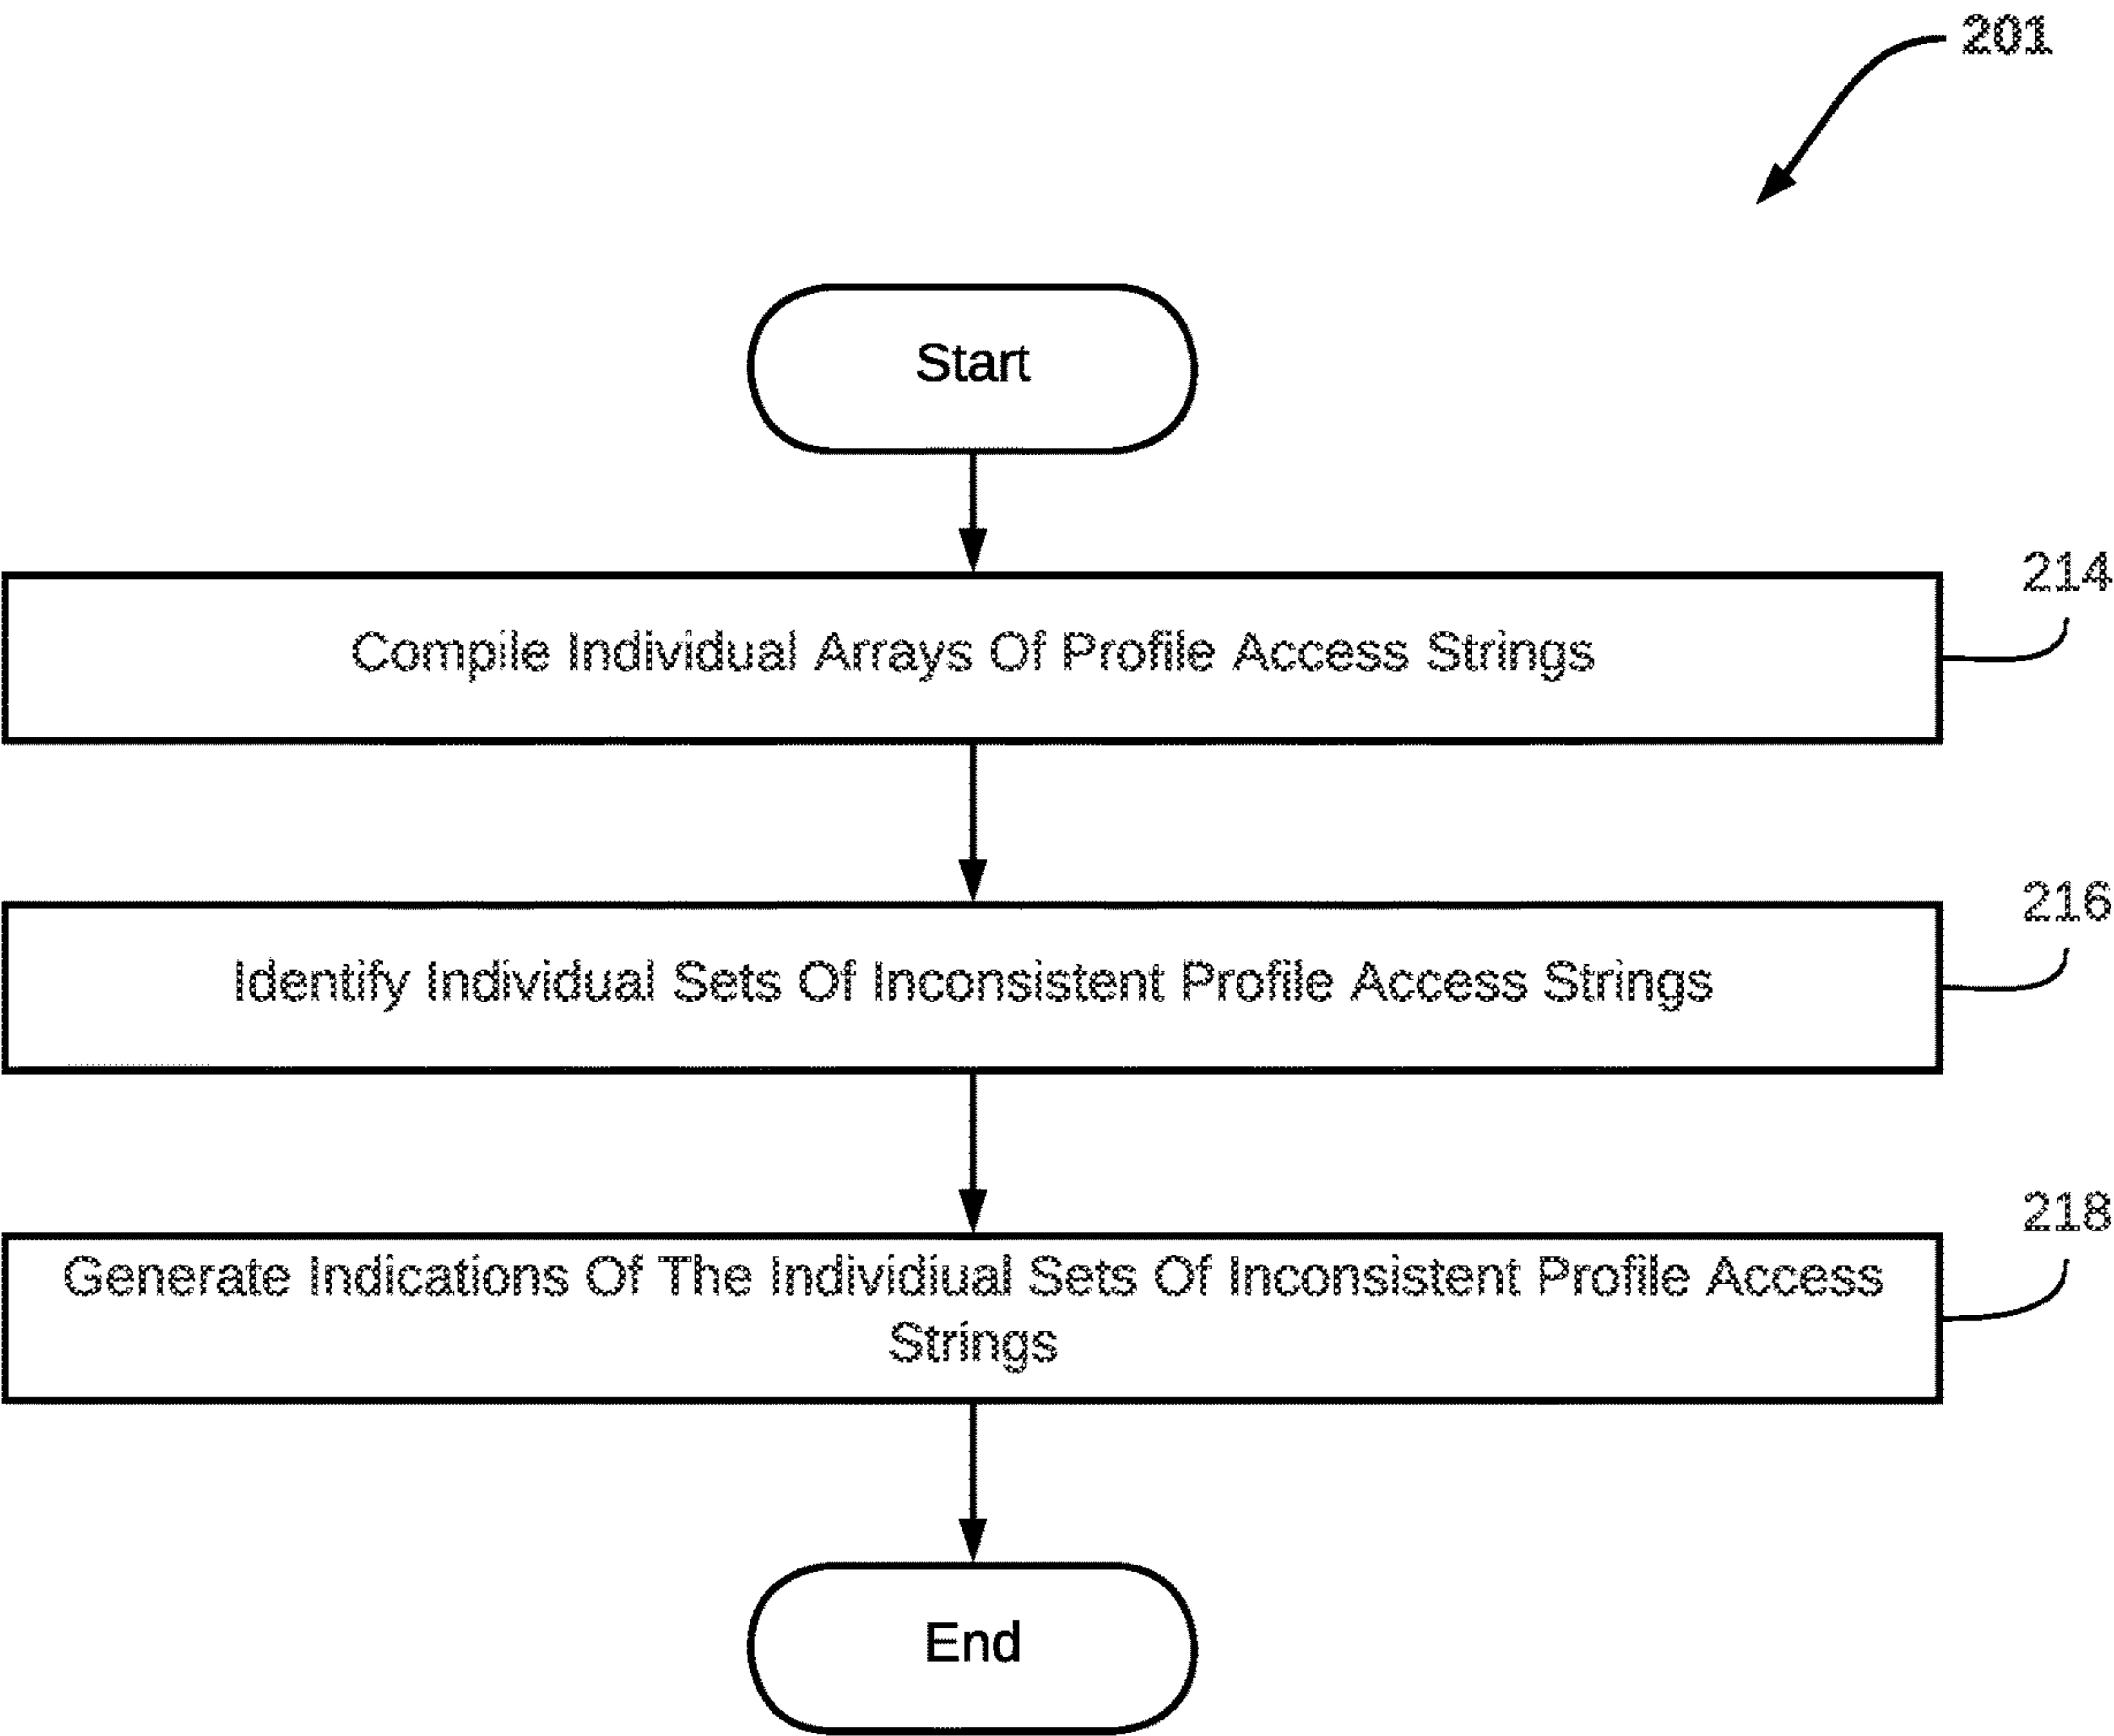 201
Start
214
Compile Individual Arrays Of Profile Access Strings
216
Identify Individual Sets Of Inconsistent Profile Access Strings
218
Generate Indications Of The Individiual Sets Of Inconsistent Profile Access
Strings
End